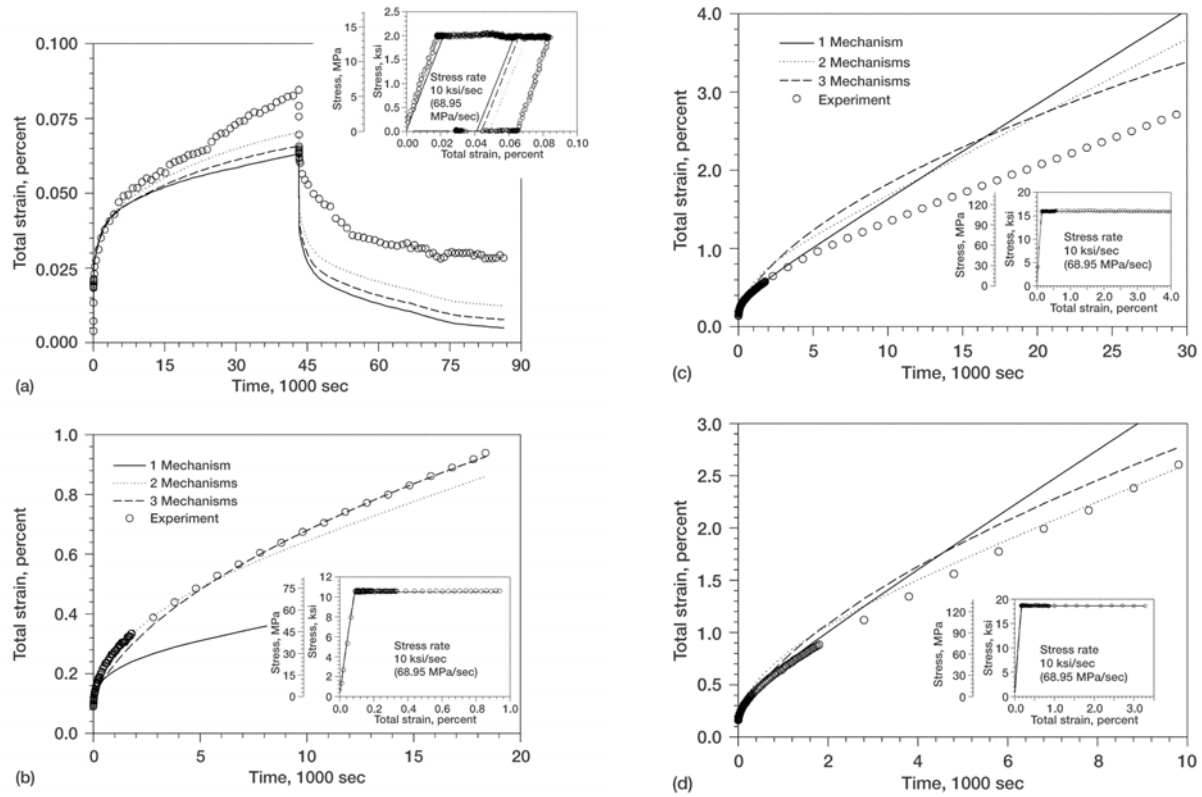 0.100
0.075
0.050
0.025
0.000
Total strain, percent
0
15
30
45
60
75
90
Time, 1000 sec
(a)
15
10
5
0
Stress, MPa
2.5
2.0
1.5
1.0
0.5
0.0
Stress, ksi
Stress rate
10 ksi/sec
(68.95
MPa/sec)
0.00 0.02 0.04 0.06 0.08 0.10
Total strain, percent
1.0
0.8
0.6
0.4
0.2
0.0
Total strain, percent
1 Mechanism
2 Mechanisms
3 Mechanisms
Experiment
0
5
10
15
20
Time, 1000 sec
(b)
75
60
45
30
15
0
Stress, MPa
12
10
8
6
4
2
0
Stress, ksi
Stress rate
10 ksi/sec
(68.95 MPa/sec)
0.0 0.2 0.4 0.6 0.8 1.0
Total strain, percent
4.0
3.0
2.0
1.0
0.0
Total strain, percent
1 Mechanism
2 Mechanisms
3 Mechanisms
Experiment
0
5
10
15
20
25
30
Time, 1000 sec
(c)
120
90
60
30
0
Stress, MPa
20
15
10
5
0
Stress, ksi
Stress rate
10 ksi/sec
(68.95 MPa/sec)
0.0 1.0 2.0 3.0 4.0
Total strain, percent
3.0
2.5
2.0
1.5
1.0
0.5
0.0
Total strain, percent
0
2
4
6
8
10
Time, 1000 sec
(d)
120
90
60
30
0
Stress, MPa
20
15
10
5
0
Stress, ksi
Stress rate
10 ksi/sec
(68.95 MPa/sec)
0.0 1.0 2.0 3.0
Total strain, percent